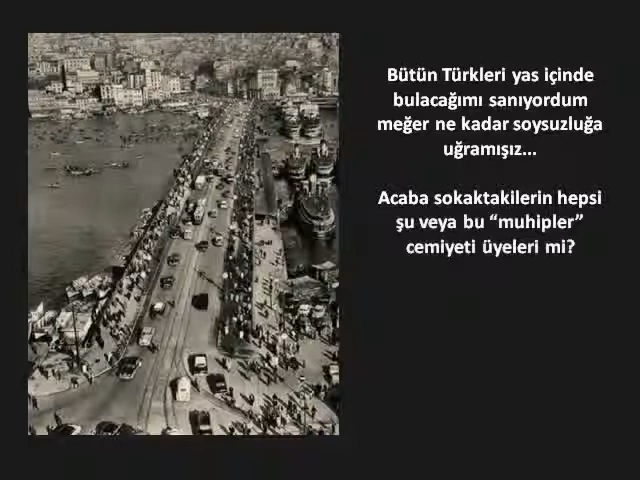 Bütün Türkleri yas içinde
bulacağımı sanıyordum
meğer ne kadar soysuzluğa
uğramışız...
Acaba sokaktakilerin hepsi
şu veya bu “muhipler”
cemiyeti üyeleri mi?